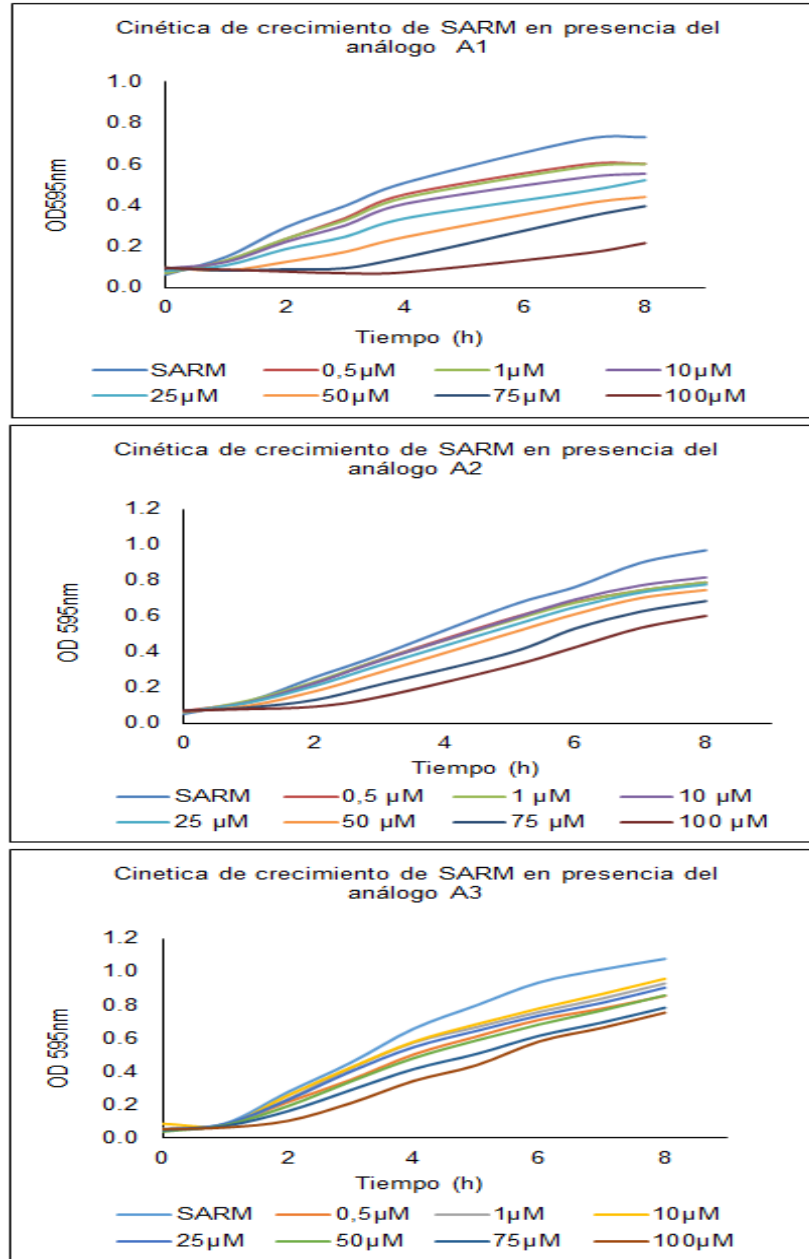 Cinética de crecimiento de SARM en presencia del
análogo A1
1.0
0.8
0.6
0.4
0.2
0.0
OD595nm
0 2 4 6 8
Tiempo (h)
SARM 0,5µM 1µM 10µM
25µM 50µM 75µM 100µM
Cinética de crecimiento de SARM en presencia del
análogo A2
1.2
1.0
0.8
0.6
0.4
0.2
0.0
OD 595nm
0 2 4 6 8
Tiempo (h)
SARM 0,5 µM 1 µM 10 µM
25 µM 50 µM 75 µM 100 µM
Cinetica de crecimiento de SARM en presencia del
análogo A3
1.2
1.0
0.8
0.6
0.4
0.2
0.0
OD 595nm
0 2 4 6 8
Tiempo (h)
SARM 0,5µM 1µM 10µM
25µM 50µM 75µM 100µM